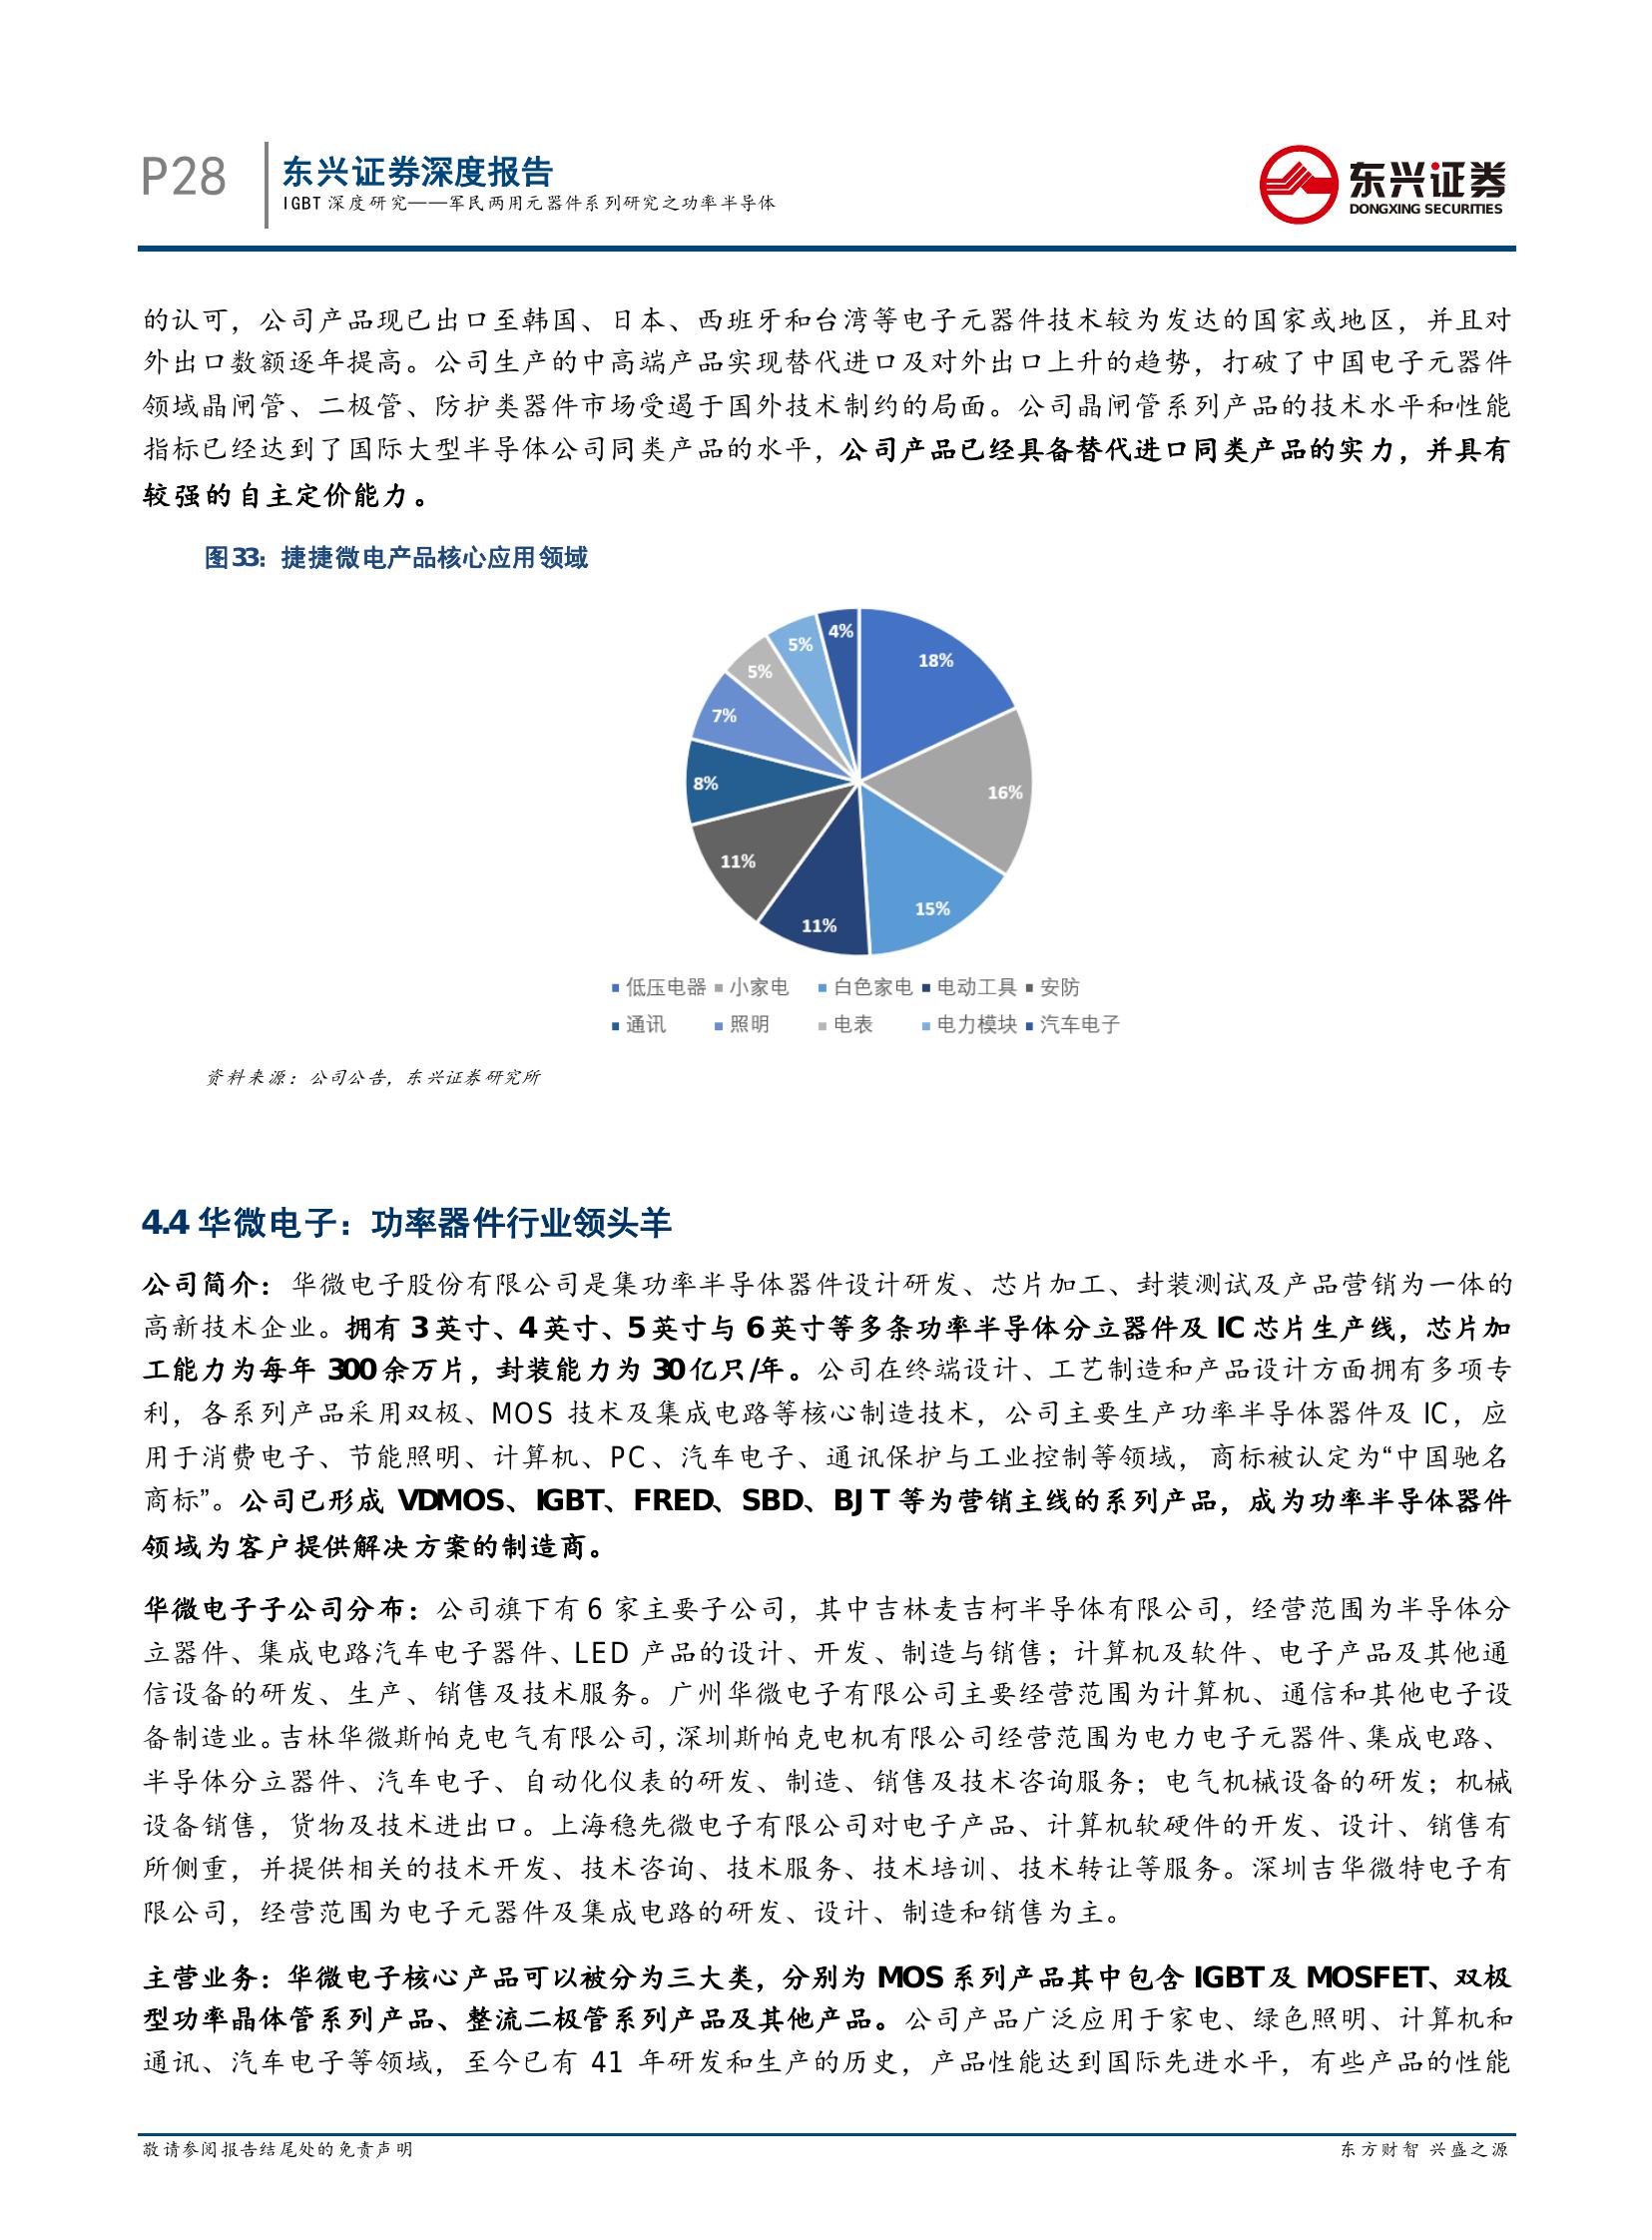 P28
东兴证券深度报告
IGBT 深度研究——军民两用元器件系列研究之功率半导体
东兴证券
DONGXING SECURITIES
的认可，公司产品现已出口至韩国、日本、西班牙和台湾等电子元器件技术较为发达的国家或地区，并且对
外出口数额逐年提高。公司生产的中高端产品实现替代进口及对外出口上升的趋势，打破了中国电子元器件
领域晶闸管、二极管、防护类器件市场受遏于国外技术制约的局面。公司晶闸管系列产品的技术水平和性能
指标已经达到了国际大型半导体公司同类产品的水平，公司产品已经具备替代进口同类产品的实力，并具有
较强的自主定价能力。
图33：捷捷微电产品核心应用领域
4%
5%
18%
5%
7%
8%
16%
11%
15%
11%
低压电器 小家电 白色家电 电动工具 安防
通讯 照明 电表 电力模块 汽车电子
资料来源：公司公告，东兴证券研究所
4.4 华微电子：功率器件行业领头羊
公司简介：华微电子股份有限公司是集功率半导体器件设计研发、芯片加工、封装测试及产品营销为一体的
高新技术企业。拥有 3 英寸、4 英寸、5 英寸与 6 英寸等多条功率半导体分立器件及 IC 芯片生产线，芯片加
工能力为每年 300 余万片，封装能力为 30 亿只/年。公司在终端设计、工艺制造和产品设计方面拥有多项专
利，各系列产品采用双极、MOS 技术及集成电路等核心制造技术，公司主要生产功率半导体器件及 IC，应
用于消费电子、节能照明、计算机、PC、汽车电子、通讯保护与工业控制等领域，商标被认定为“中国驰名
商标”。公司已形成 VDMOS、IGBT、FRED、SBD、BJT 等为营销主线的系列产品，成为功率半导体器件
领域为客户提供解决方案的制造商。
华微电子子公司分布：公司旗下有 6 家主要子公司，其中吉林麦吉柯半导体有限公司，经营范围为半导体分
立器件、集成电路汽车电子器件、LED 产品的设计、开发、制造与销售；计算机及软件、电子产品及其他通
信设备的研发、生产、销售及技术服务。广州华微电子有限公司主要经营范围为计算机、通信和其他电子设
备制造业。吉林华微斯帕克电气有限公司，深圳斯帕克电机有限公司经营范围为电力电子元器件、集成电路、
半导体分立器件、汽车电子、自动化仪表的研发、制造、销售及技术咨询服务；电气机械设备的研发；机械
设备销售，货物及技术进出口。上海稳先微电子有限公司对电子产品、计算机软硬件的开发、设计、销售有
所侧重，并提供相关的技术开发、技术咨询、技术服务、技术培训、技术转让等服务。深圳吉华微特电子有
限公司，经营范围为电子元器件及集成电路的研发、设计、制造和销售为主。
主营业务：华微电子核心产品可以被分为三大类，分别为 MOS 系列产品其中包含 IGBT 及 MOSFET、双极
型功率晶体管系列产品、整流二极管系列产品及其他产品。公司产品广泛应用于家电、绿色照明、计算机和
通讯、汽车电子等领域，至今已有 41 年研发和生产的历史，产品性能达到国际先进水平，有些产品的性能
敬请参阅报告结尾处的免责声明
东方财智 兴盛之源